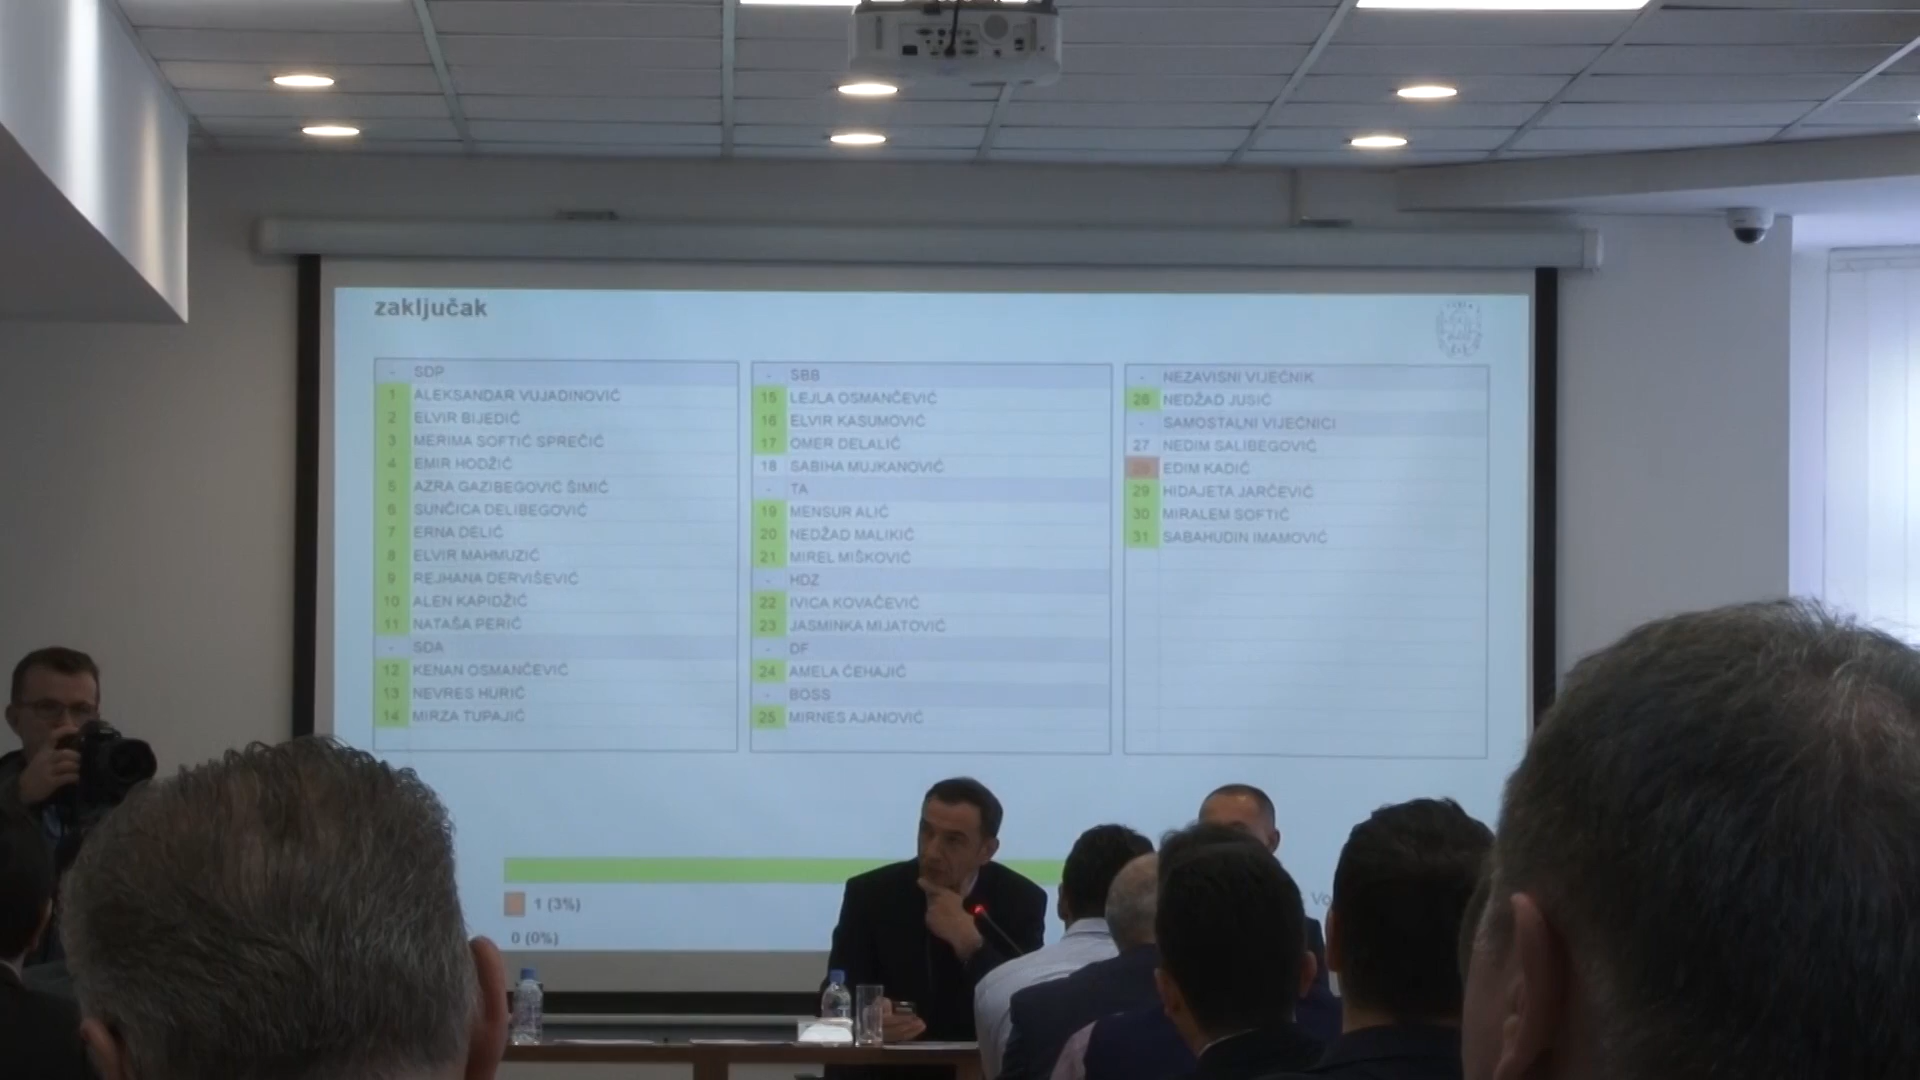 zaključak
- SDP
1 ALEKSANDAR VUJADINOVIĆ
2 ELVIR BIJEDIĆ
3 MERIMA SOFTIĆ SPREČIĆ
4 EMIR HODŽIĆ
5 AZRA GAZIBEGOVIĆ ŠIMIĆ
6 SUNČICA DELIBEGOVIĆ
7 ERNA DELIĆ
8 ELVIR MAHMUZIĆ
9 REJHANA DERVIŠEVIĆ
10 ALEN KAPIDŽIĆ
11 NATAŠA PERIĆ
- SDA
12 KENAN OSMANČEVIĆ
13 NEVRES HURIĆ
14 MIRZA TUPAJIĆ
- SBB
15 LEJLA OSMANČEVIĆ
16 ELVIR KASUMOVIĆ
17 OMER DELALIĆ
18 SABIHA MUJKANOVIĆ
- TA
19 MENSUR ALIĆ
20 NEDŽAD MALIKIĆ
21 MIREL MIŠKOVIĆ
- HDZ
22 IVICA KOVAČEVIĆ
23 JASMINKA MIJATOVIĆ
- DF
24 AMELA ĆEHAJIĆ
- BOSS
25 MIRNES AJANOVIĆ
- NEZAVISNI VIJEĆNIK
26 NEDŽAD JUSIĆ
- SAMOSTALNI VIJEĆNICI
27 NEDIM SALIBEGOVIĆ
EDIM KADIĆ
29 HIDAJETA JARČEVIĆ
30 MIRALEM SOFTIĆ
31 SABAHUDIN IMAMOVIĆ
1 (3%)
0 (0%)